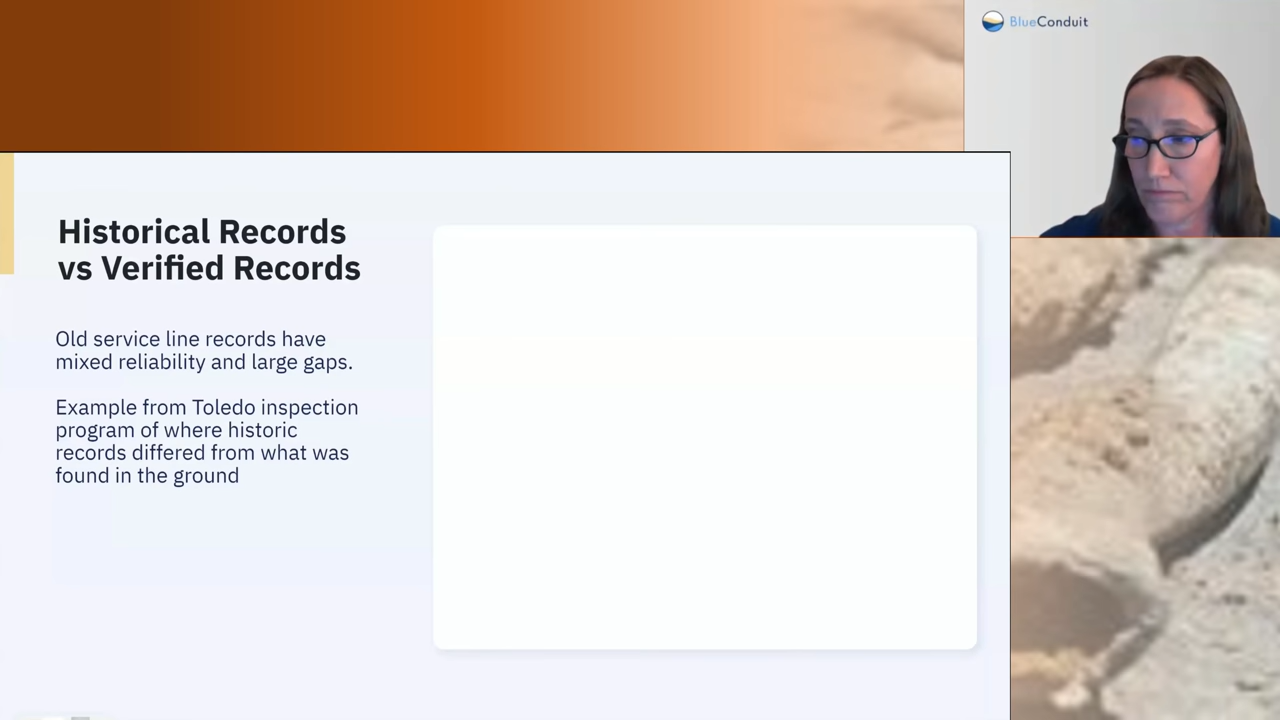 BlueConduit
Historical Records
vs Verified Records
Old service line records have
mixed reliability and large gaps.
Example from Toledo inspection
program of where historic
records differed from what was
found in the ground